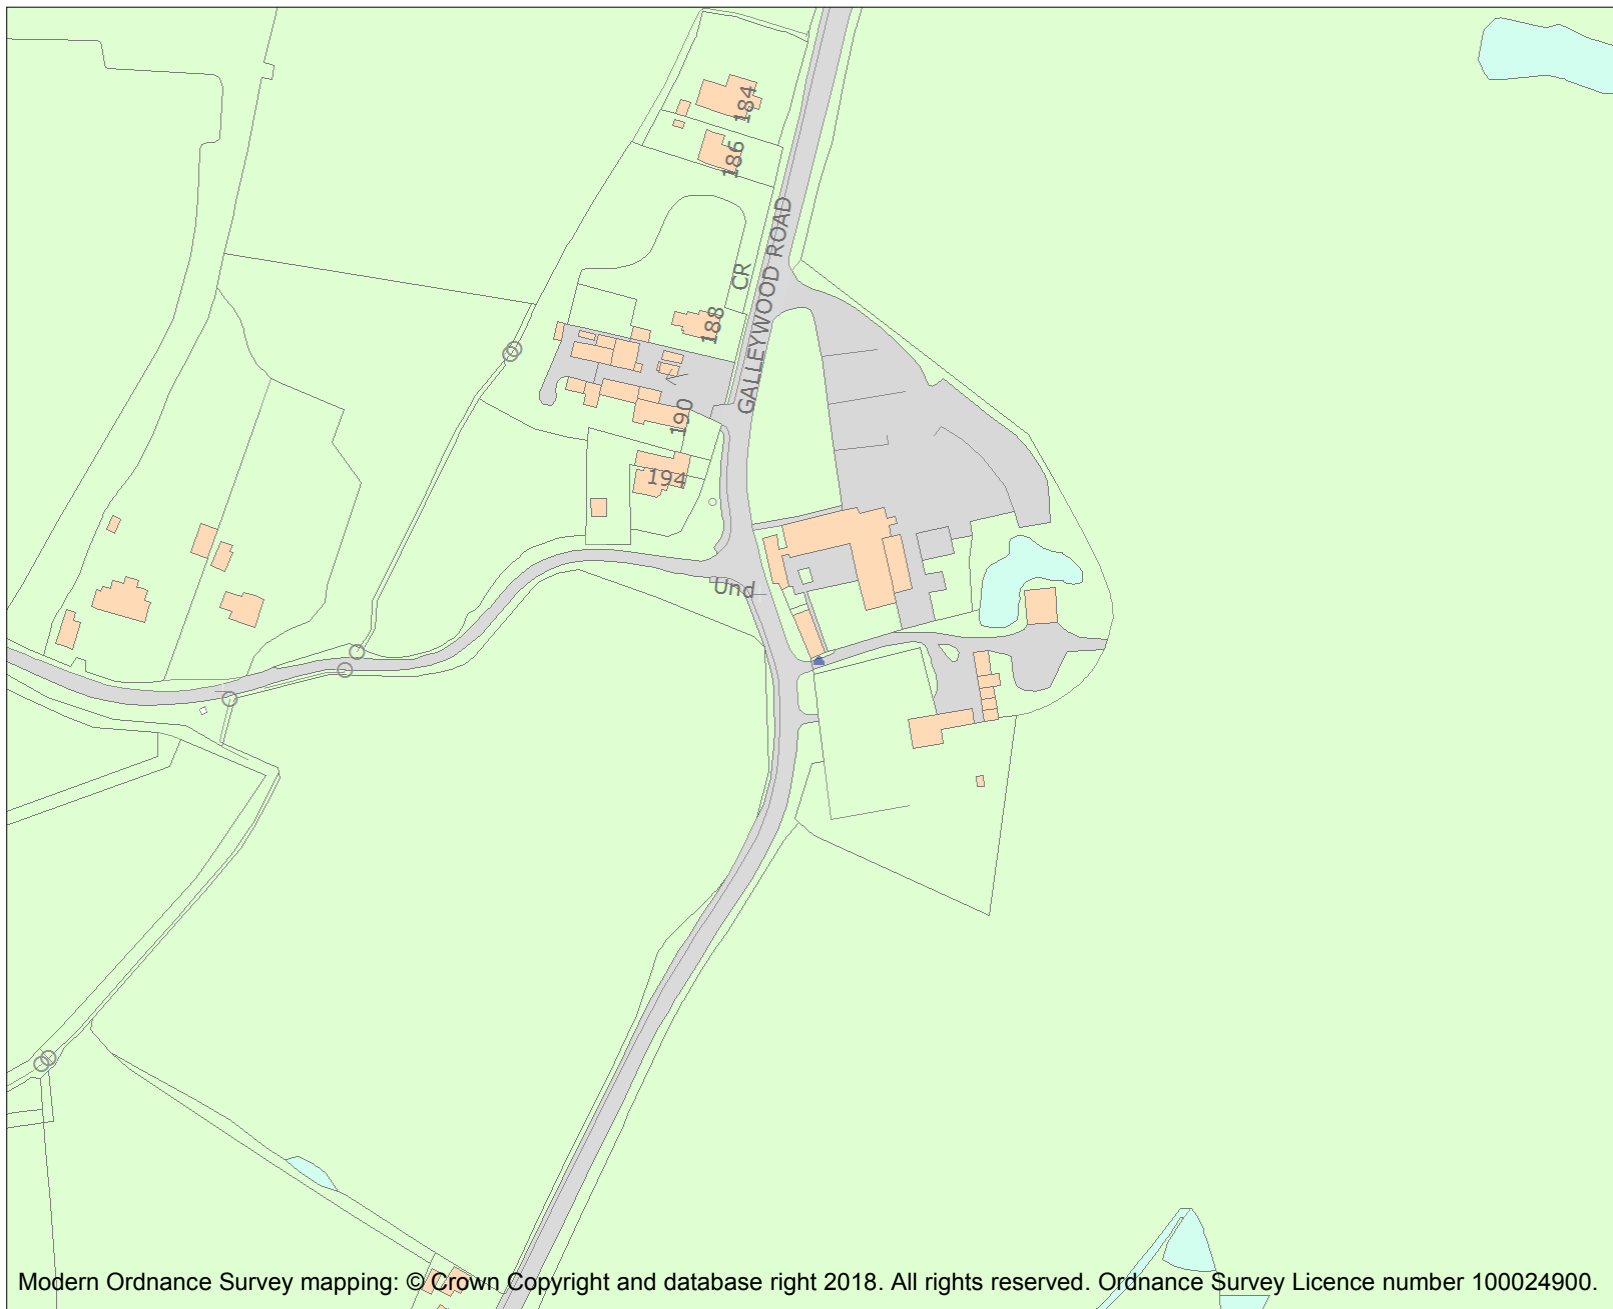 184
186
GALLEYWOOD ROAD
CR
188
190
194
Und
Modern Ordnance Survey mapping: © Crown Copyright and database right 2018. All rights reserved. Ordnance Survey Licence number 100024900.